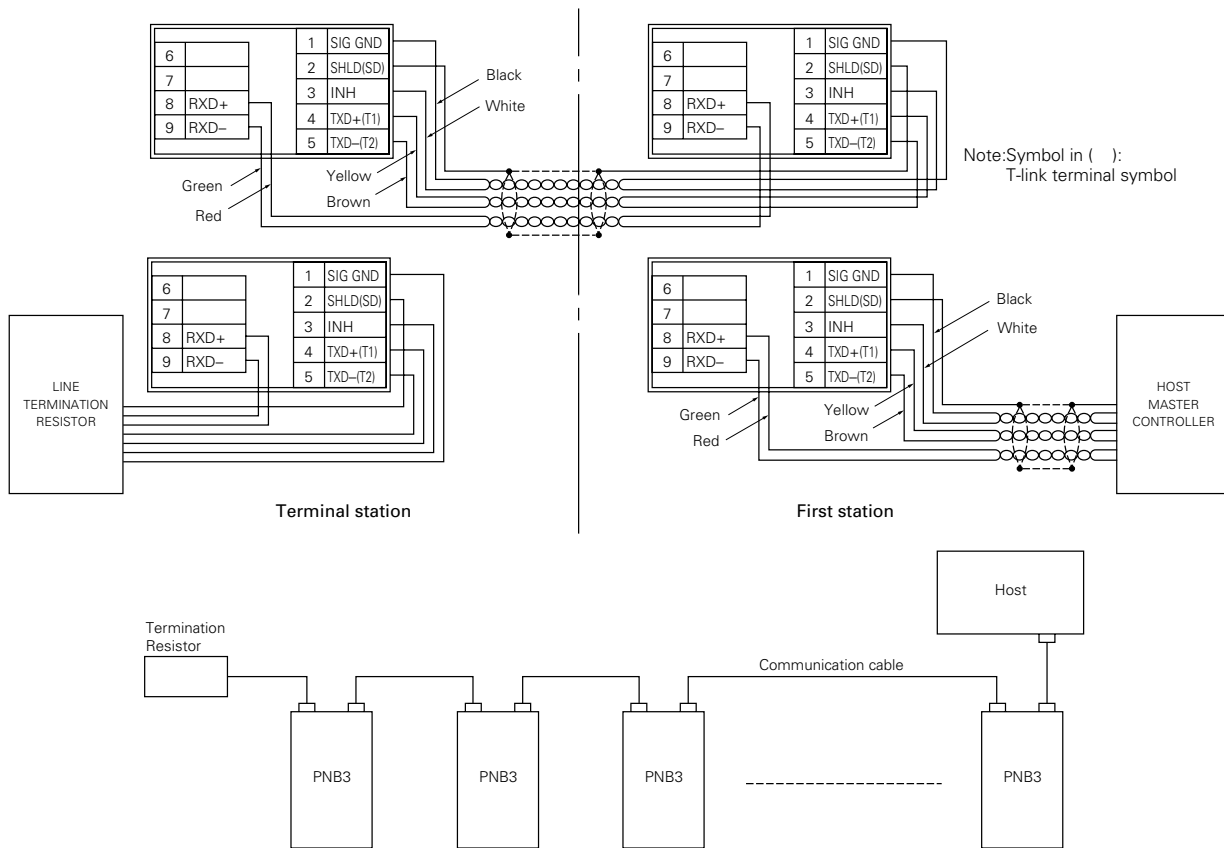 1 SIG GND
6
2 SHLD(SD)
7
3 INH
8 RXD+
4 TXD+(T1)
9 RXD–
5 TXD–(T2)
Black
White
Green
Red
Yellow
Brown
1 SIG GND
6
2 SHLD(SD)
7
3 INH
8 RXD+
4 TXD+(T1)
9 RXD–
5 TXD–(T2)
Note:Symbol in ( ):
T-link terminal symbol
LINE
TERMINATION
RESISTOR
1 SIG GND
6
2 SHLD(SD)
7
3 INH
8 RXD+
4 TXD+(T1)
9 RXD–
5 TXD–(T2)
Terminal station
1 SIG GND
6
2 SHLD(SD)
7
3 INH
8 RXD+
4 TXD+(T1)
9 RXD–
5 TXD–(T2)
Black
White
Green
Red
Yellow
Brown
HOST
MASTER
CONTROLLER
First station
Host
Termination
Resistor
Communication cable
PNB3
PNB3
PNB3
PNB3